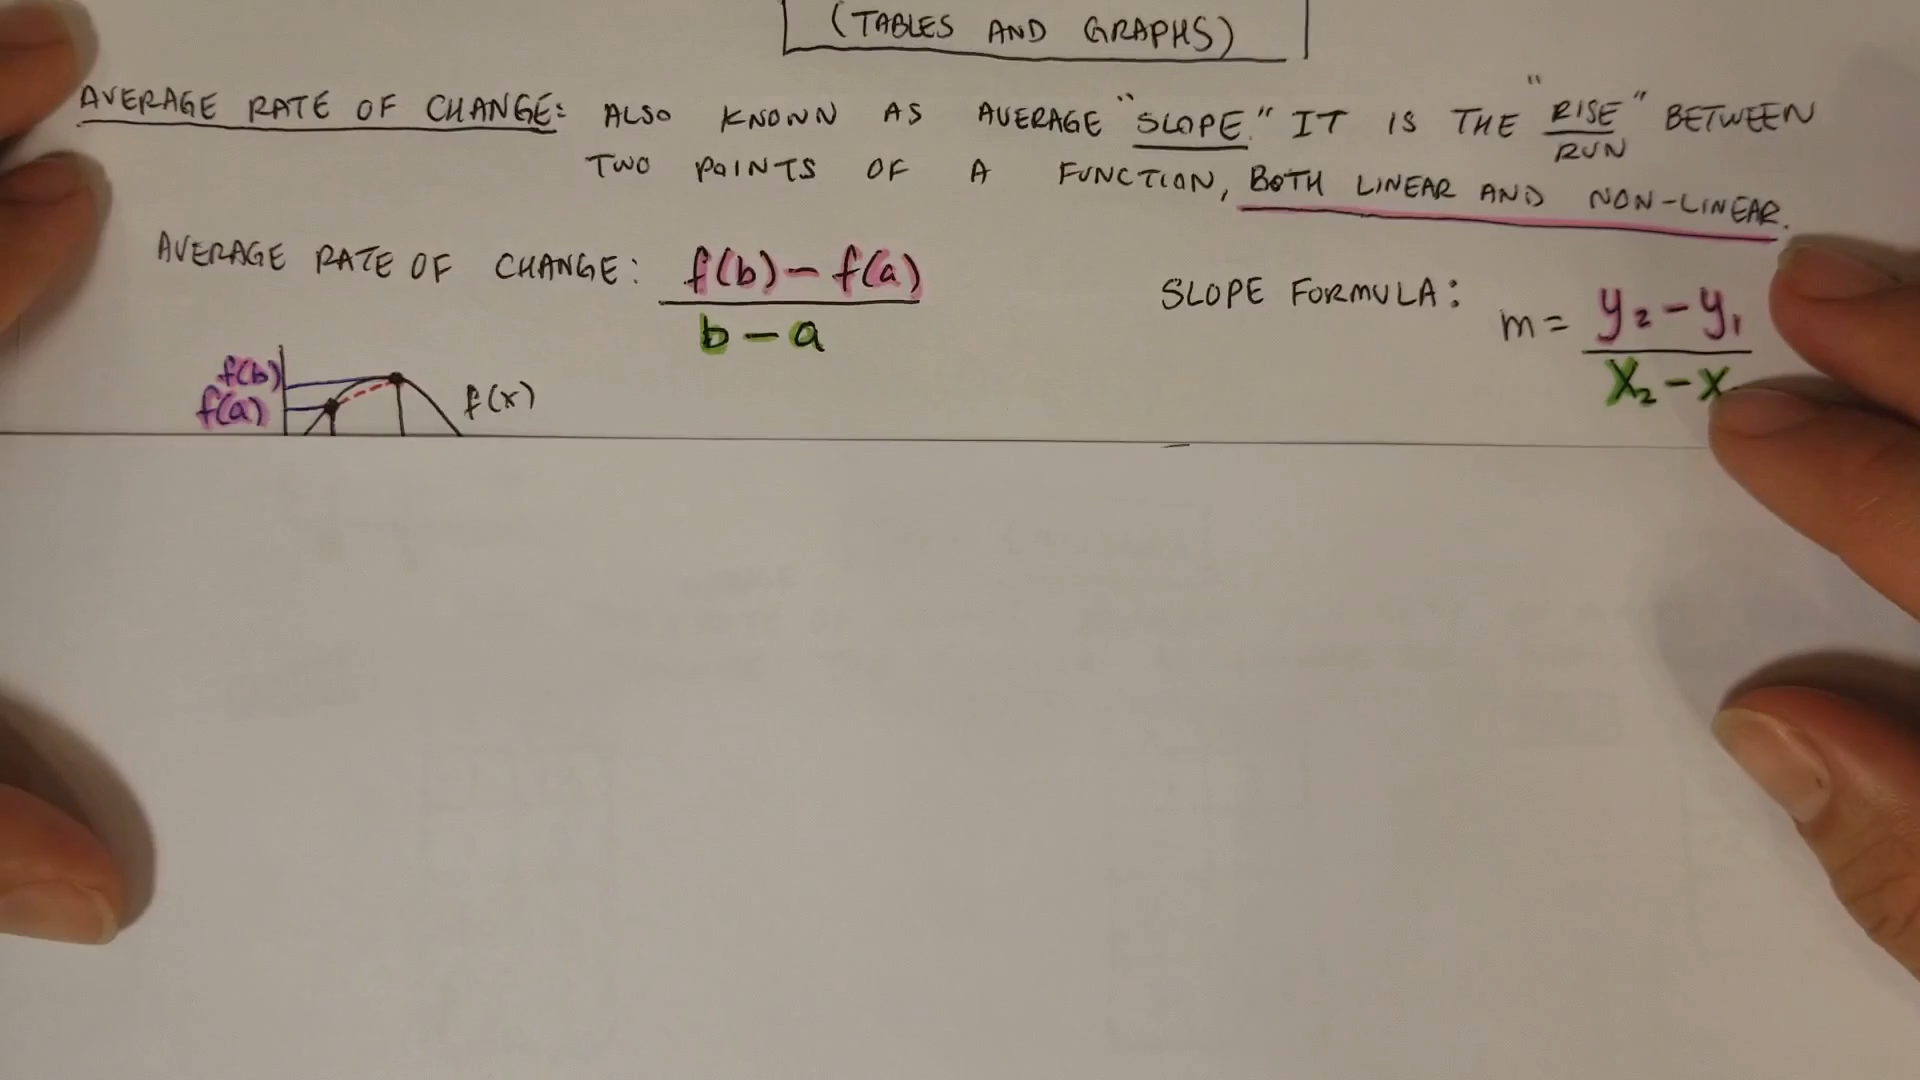 (TABLES AND GRAPHS)
AVERAGE RATE OF CHANGE: ALSO KNOWN AS AVERAGE "SLOPE." IT IS THE "RISE/RUN" BETWEEN
TWO POINTS OF A FUNCTION, BOTH LINEAR AND NON-LINEAR.
AVERAGE RATE OF CHANGE: f(b) - f(a)
b - a
SLOPE FORMULA: m = y₂ - y₁
x₂ - x
f(b)
f(a)
f(x)